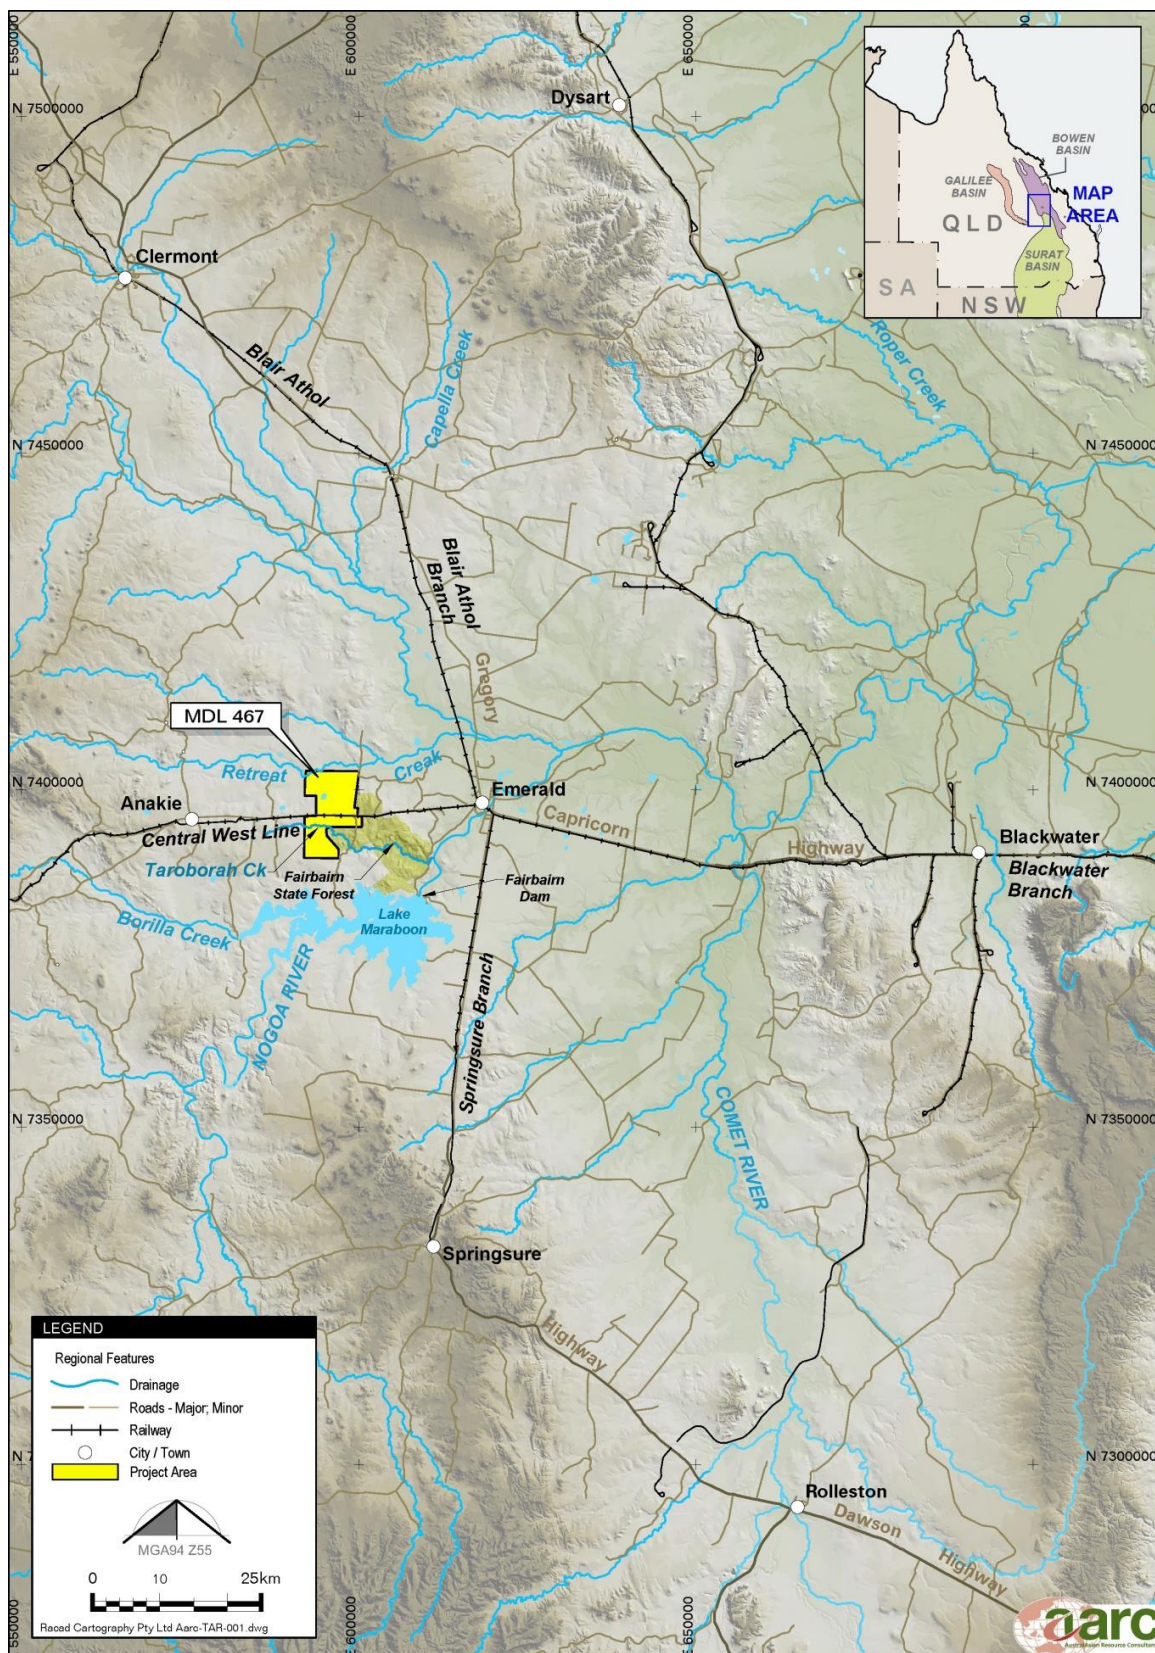 E 550000
E 600000
E 650000
N 7500000
Dysart
BOWEN
BASIN
GALILEE
BASIN
MAP
AREA
QLD
SURAT
BASIN
SA
NSW
Clermont
Blair Athol
Capella Creek
Roper Creek
N 7450000
N 7450000
Blair Athol
Branch
Gregory
MDL 467
Retreat
Creak
N 7400000
N 7400000
Anakie
Emerald
Central West Line
Capricorn
Highway
Blackwater
Blackwater
Branch
Taroborah Ck
Fairbairn
State Forest
Fairbairn
Dam
Lake
Maraboon
Borilla Creek
NOGOA RIVER
Springsure Branch
COMET RIVER
N 7350000
N 7350000
Springsure
Highway
LEGEND
Regional Features
Drainage
Roads - Major; Minor
Railway
City / Town
Project Area
MGA94 Z55
0 10 25km
Racad Cartography Pty Ltd Aarc-TAR-001.dwg
N 7300000
Rolleston
Dawson
Highway
550000
E 600000
E 650000
aarc
AustralAsian Resource Consultants